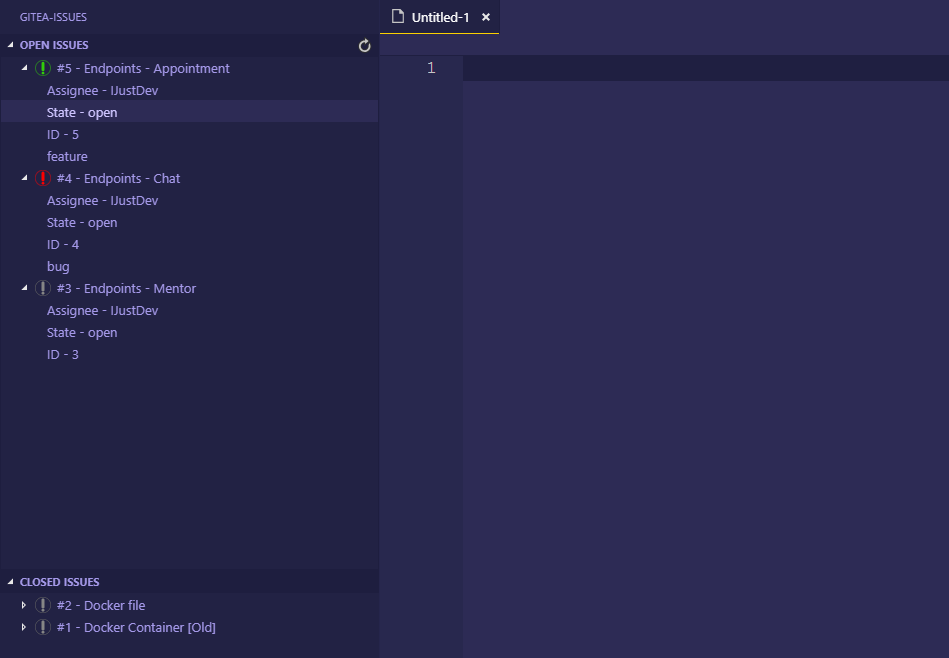 GITEA-ISSUES
OPEN ISSUES
#5 - Endpoints - Appointment
Assignee - IJustDev
State - open
ID - 5
feature
#4 - Endpoints - Chat
Assignee - IJustDev
State - open
ID - 4
bug
#3 - Endpoints - Mentor
Assignee - IJustDev
State - open
ID - 3
CLOSED ISSUES
#2 - Docker file
#1 - Docker Container [Old]
Untitled-1
1